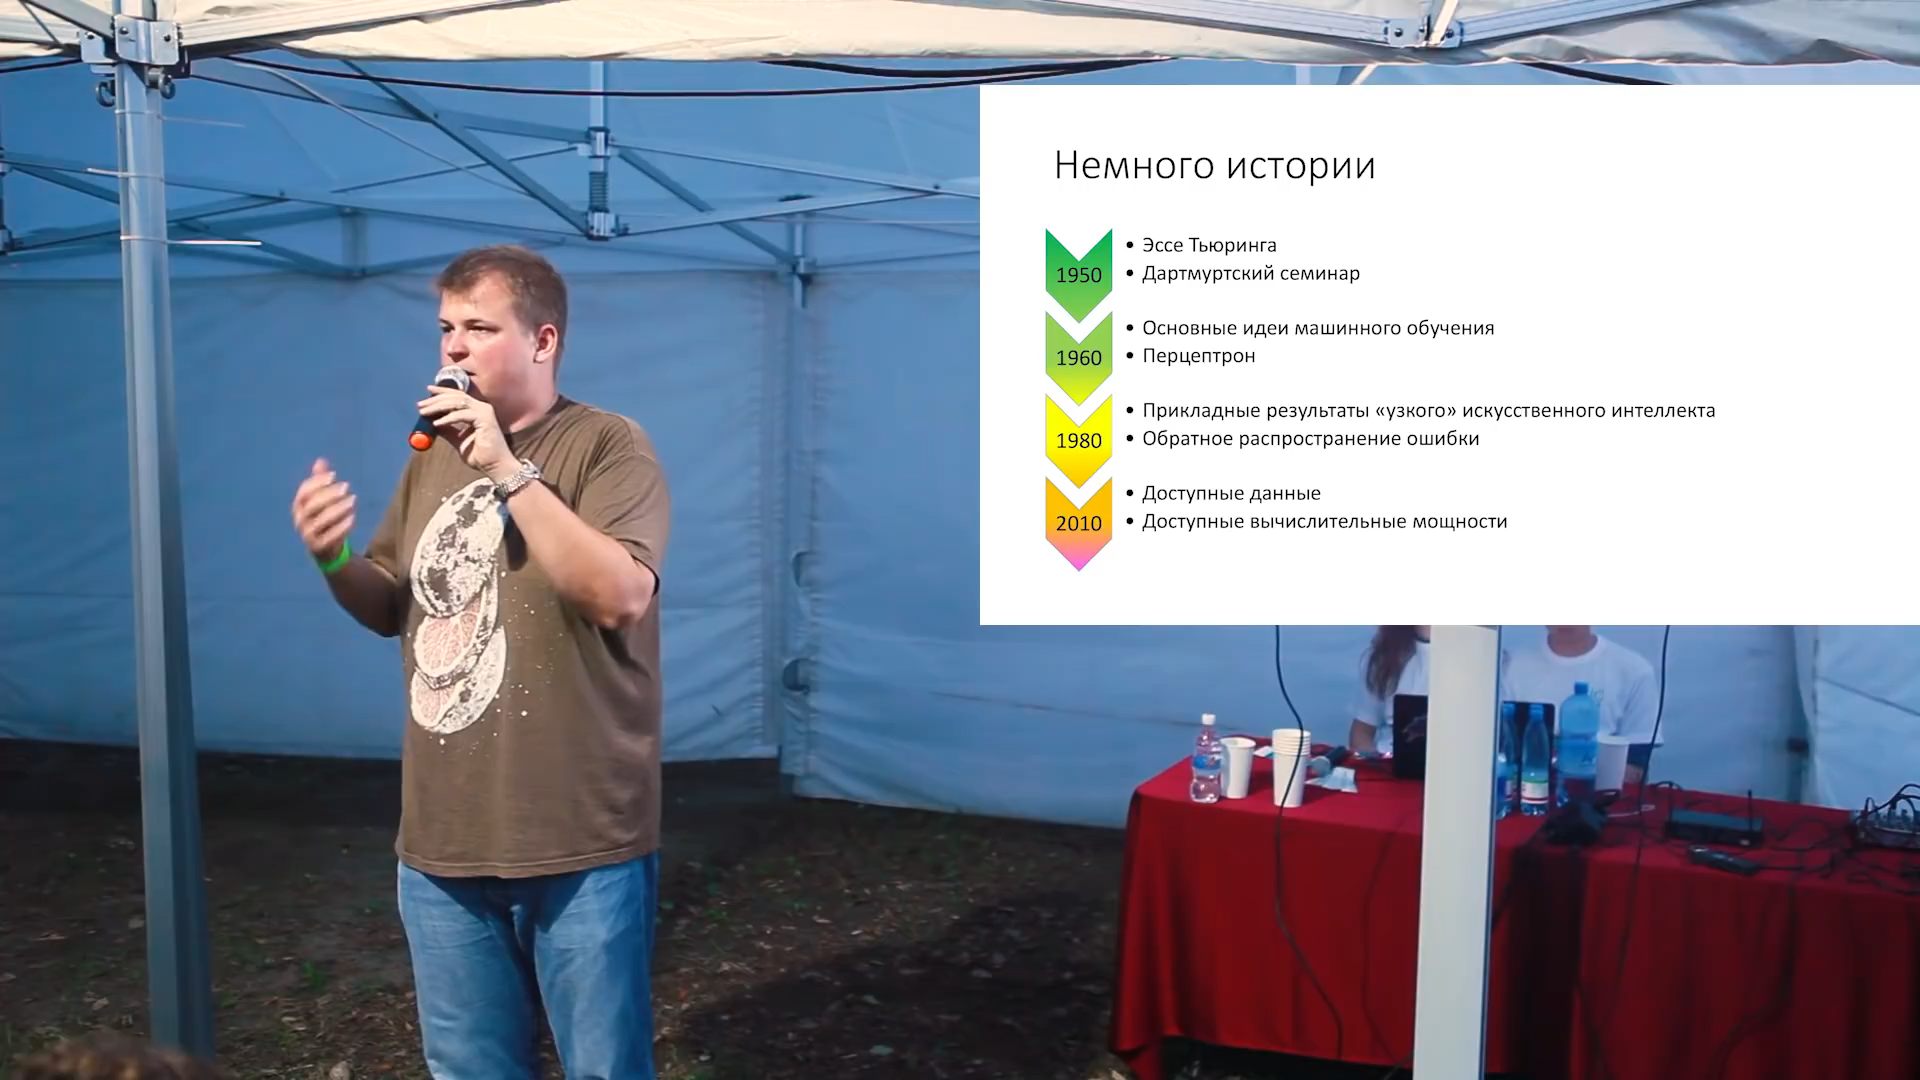 Немного истории
1950
• Эссе Тьюринга
• Дартмуртский семинар
1960
• Основные идеи машинного обучения
• Перцептрон
1980
• Прикладные результаты «узкого» искусственного интеллекта
• Обратное распространение ошибки
2010
• Доступные данные
• Доступные вычислительные мощности